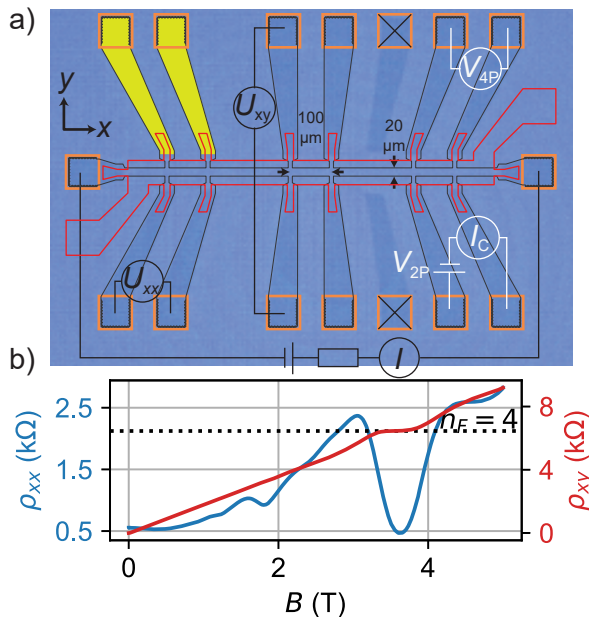 a)
y
x
U_xy
100
µm
20
µm
V_4P
U_xx
V_2P
I_C
I
b)
ρ_xx (kΩ)
2.5
1.5
0.5
n_F = 4
8
4
0
ρ_xy (kΩ)
0
2
4
B (T)